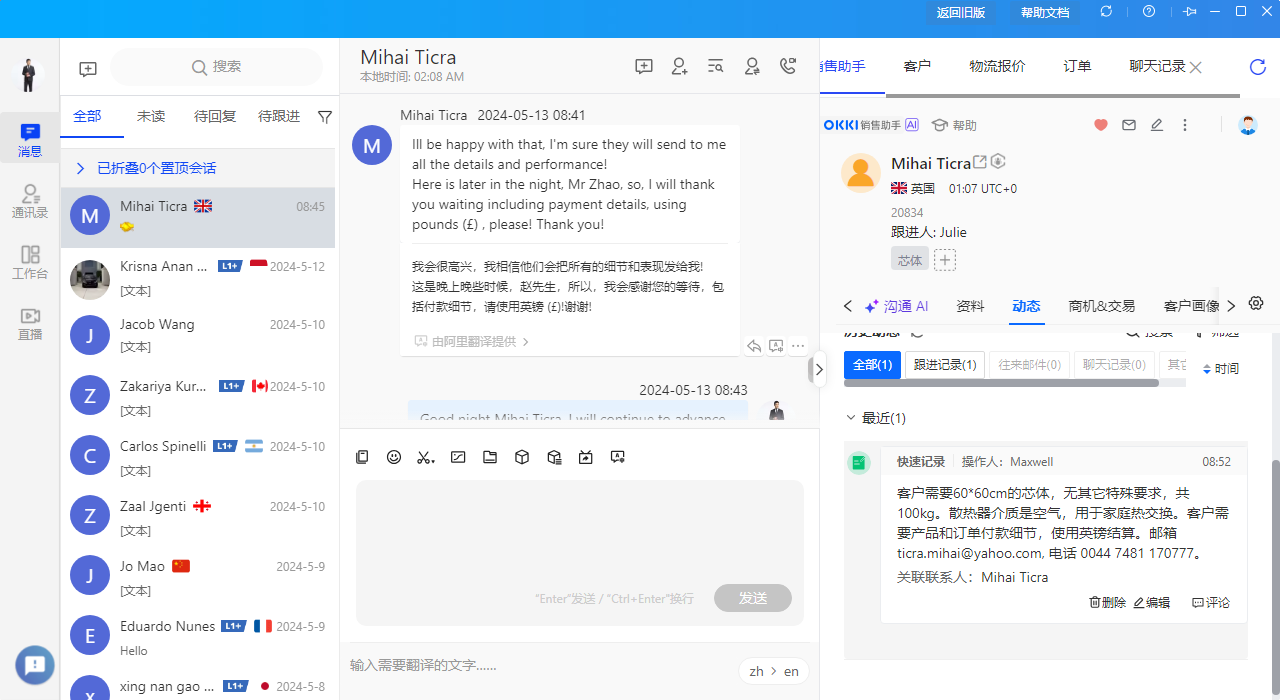 返回旧版
帮助文档
搜索
全部
未读
待回复
待跟进
已折叠0个置顶会话
消息
通讯录
工作台
直播
M
Mihai Ticra
08:45
Krisna Anan ...
L1+
2024-5-12
[文本]
J
Jacob Wang
2024-5-10
[文本]
Z
Zakariya Kur...
L1+
2024-5-10
[文本]
C
Carlos Spinelli
L1+
2024-5-10
[文本]
Z
Zaal Jgenti
2024-5-10
[文本]
J
Jo Mao
2024-5-9
[文本]
E
Eduardo Nunes
L1+
2024-5-9
Hello
X
xing nan gao ...
L1+
2024-5-8
Mihai Ticra
本地时间: 02:08 AM
Mihai Ticra 2024-05-13 08:41
M
Ill be happy with that, I'm sure they will send to me
all the details and performance!
Here is later in the night, Mr Zhao, so, I will thank
you waiting including payment details, using
pounds (£) , please! Thank you!
我会很高兴，我相信他们会把所有的细节和表现发给我!
这是晚上晚些时候，赵先生，所以，我会感谢您的等待，包
括付款细节，请使用英镑 (£)!谢谢!
由阿里翻译提供
2024-05-13 08:43
Good night Mihai Ticra, I will continue to advance
"Enter"发送 / "Ctrl+Enter"换行
发送
输入需要翻译的文字......
zh > en
售助手
客户
物流报价
订单
聊天记录
OKKI 销售助手 AI
帮助
Mihai Ticra
英国 01:07 UTC+0
20834
跟进人: Julie
芯体
沟通 AI
资料
动态
商机&交易
客户画像
历史动态
搜索
筛选
全部(1)
跟进记录(1)
往来邮件(0)
聊天记录(0)
其它
时间
最近(1)
快速记录
操作人：Maxwell
08:52
客户需要60*60cm的芯体，无其它特殊要求，共
100kg。散热器介质是空气，用于家庭热交换。客户需
要产品和订单付款细节，使用英镑结算。邮箱
ticra.mihai@yahoo.com, 电话 0044 7481 170777。
关联联系人：Mihai Ticra
删除
编辑
评论